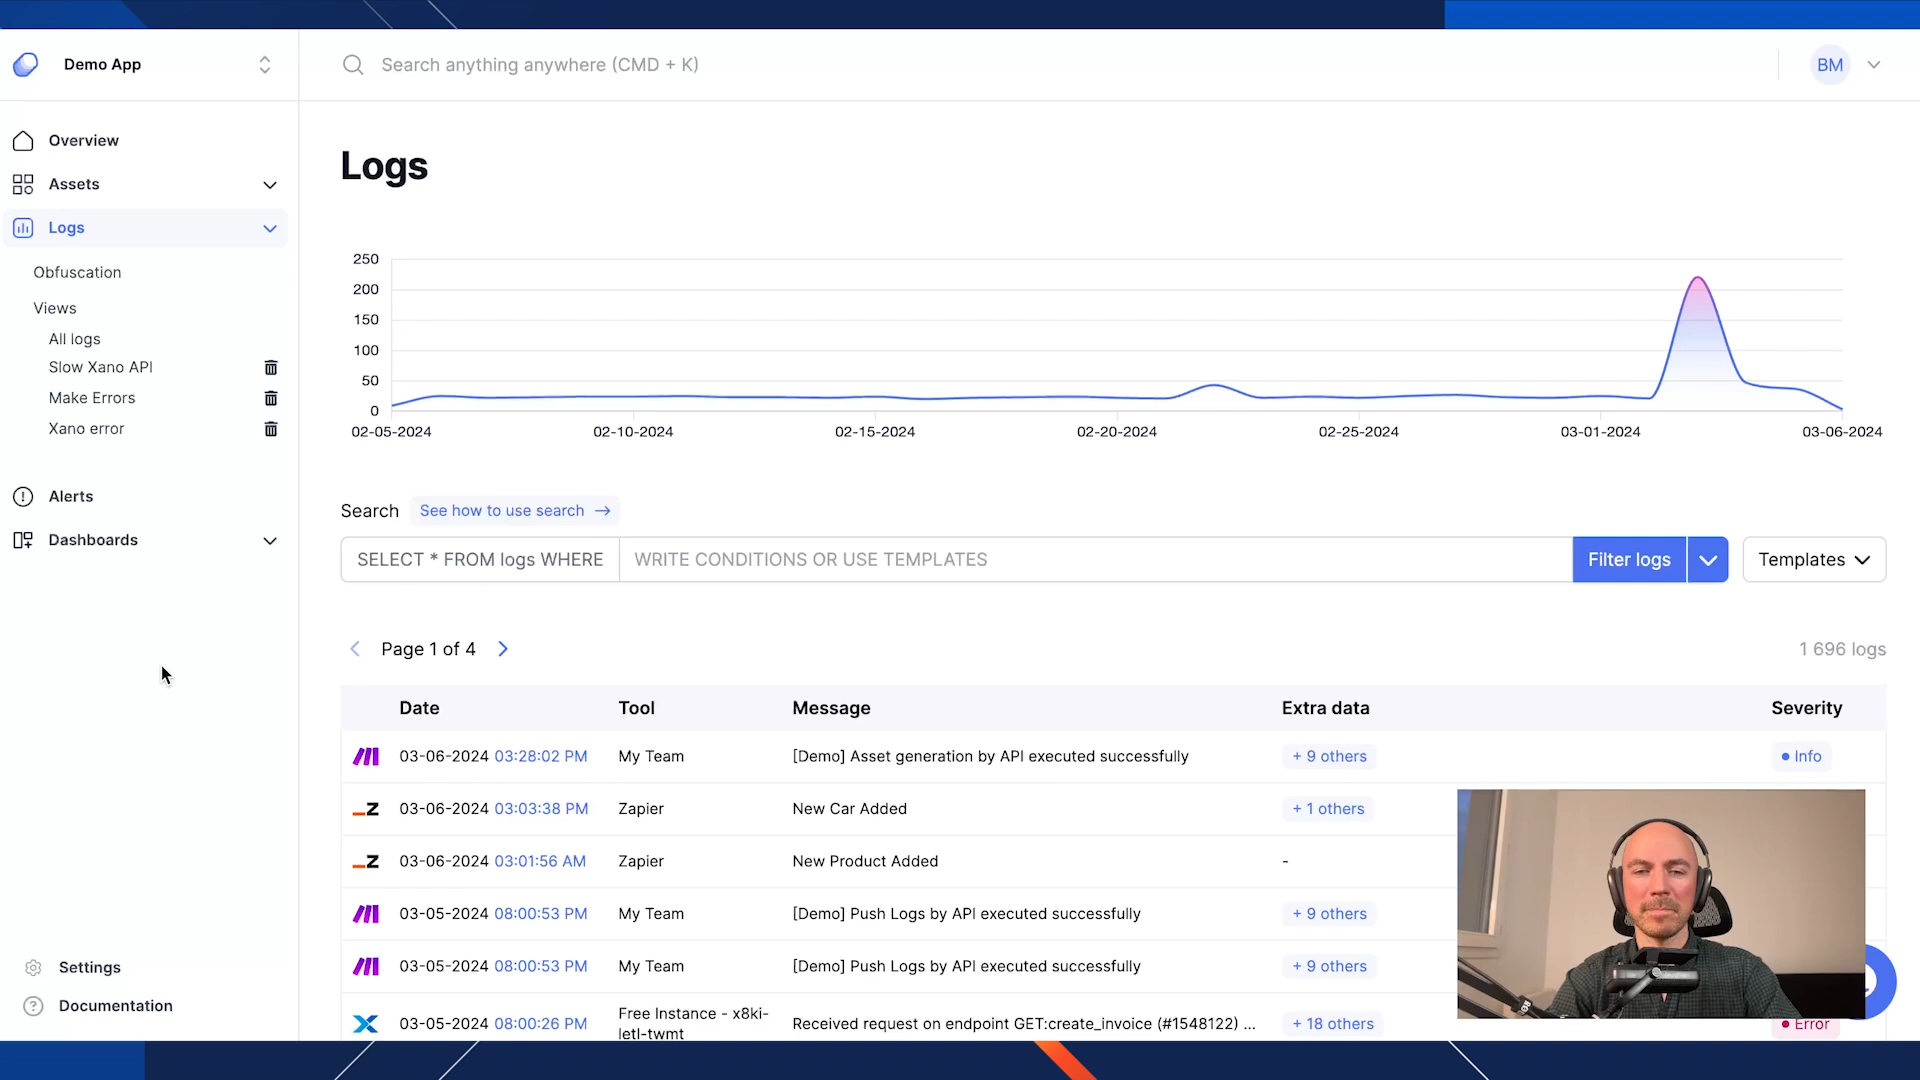 Demo App
Search anything anywhere (CMD + K)
BM
Overview
Assets
Logs
Obfuscation
Views
All logs
Slow Xano API
Make Errors
Xano error
Alerts
Dashboards
Settings
Documentation
Logs
250
200
150
100
50
0
02-05-2024 02-10-2024 02-15-2024 02-20-2024 02-25-2024 03-01-2024 03-06-2024
Search See how to use search →
SELECT * FROM logs WHERE WRITE CONDITIONS OR USE TEMPLATES Filter logs Templates
Page 1 of 4 1 696 logs
Date Tool Message Extra data Severity
03-06-2024 03:28:02 PM My Team [Demo] Asset generation by API executed successfully + 9 others Info
03-06-2024 03:03:38 PM Zapier New Car Added + 1 others
03-06-2024 03:01:56 AM Zapier New Product Added -
03-05-2024 08:00:53 PM My Team [Demo] Push Logs by API executed successfully + 9 others
03-05-2024 08:00:53 PM My Team [Demo] Push Logs by API executed successfully + 9 others
03-05-2024 08:00:26 PM Free Instance - x8ki- Received request on endpoint GET:create_invoice (#1548122) ... + 18 others Error
letl-twmt